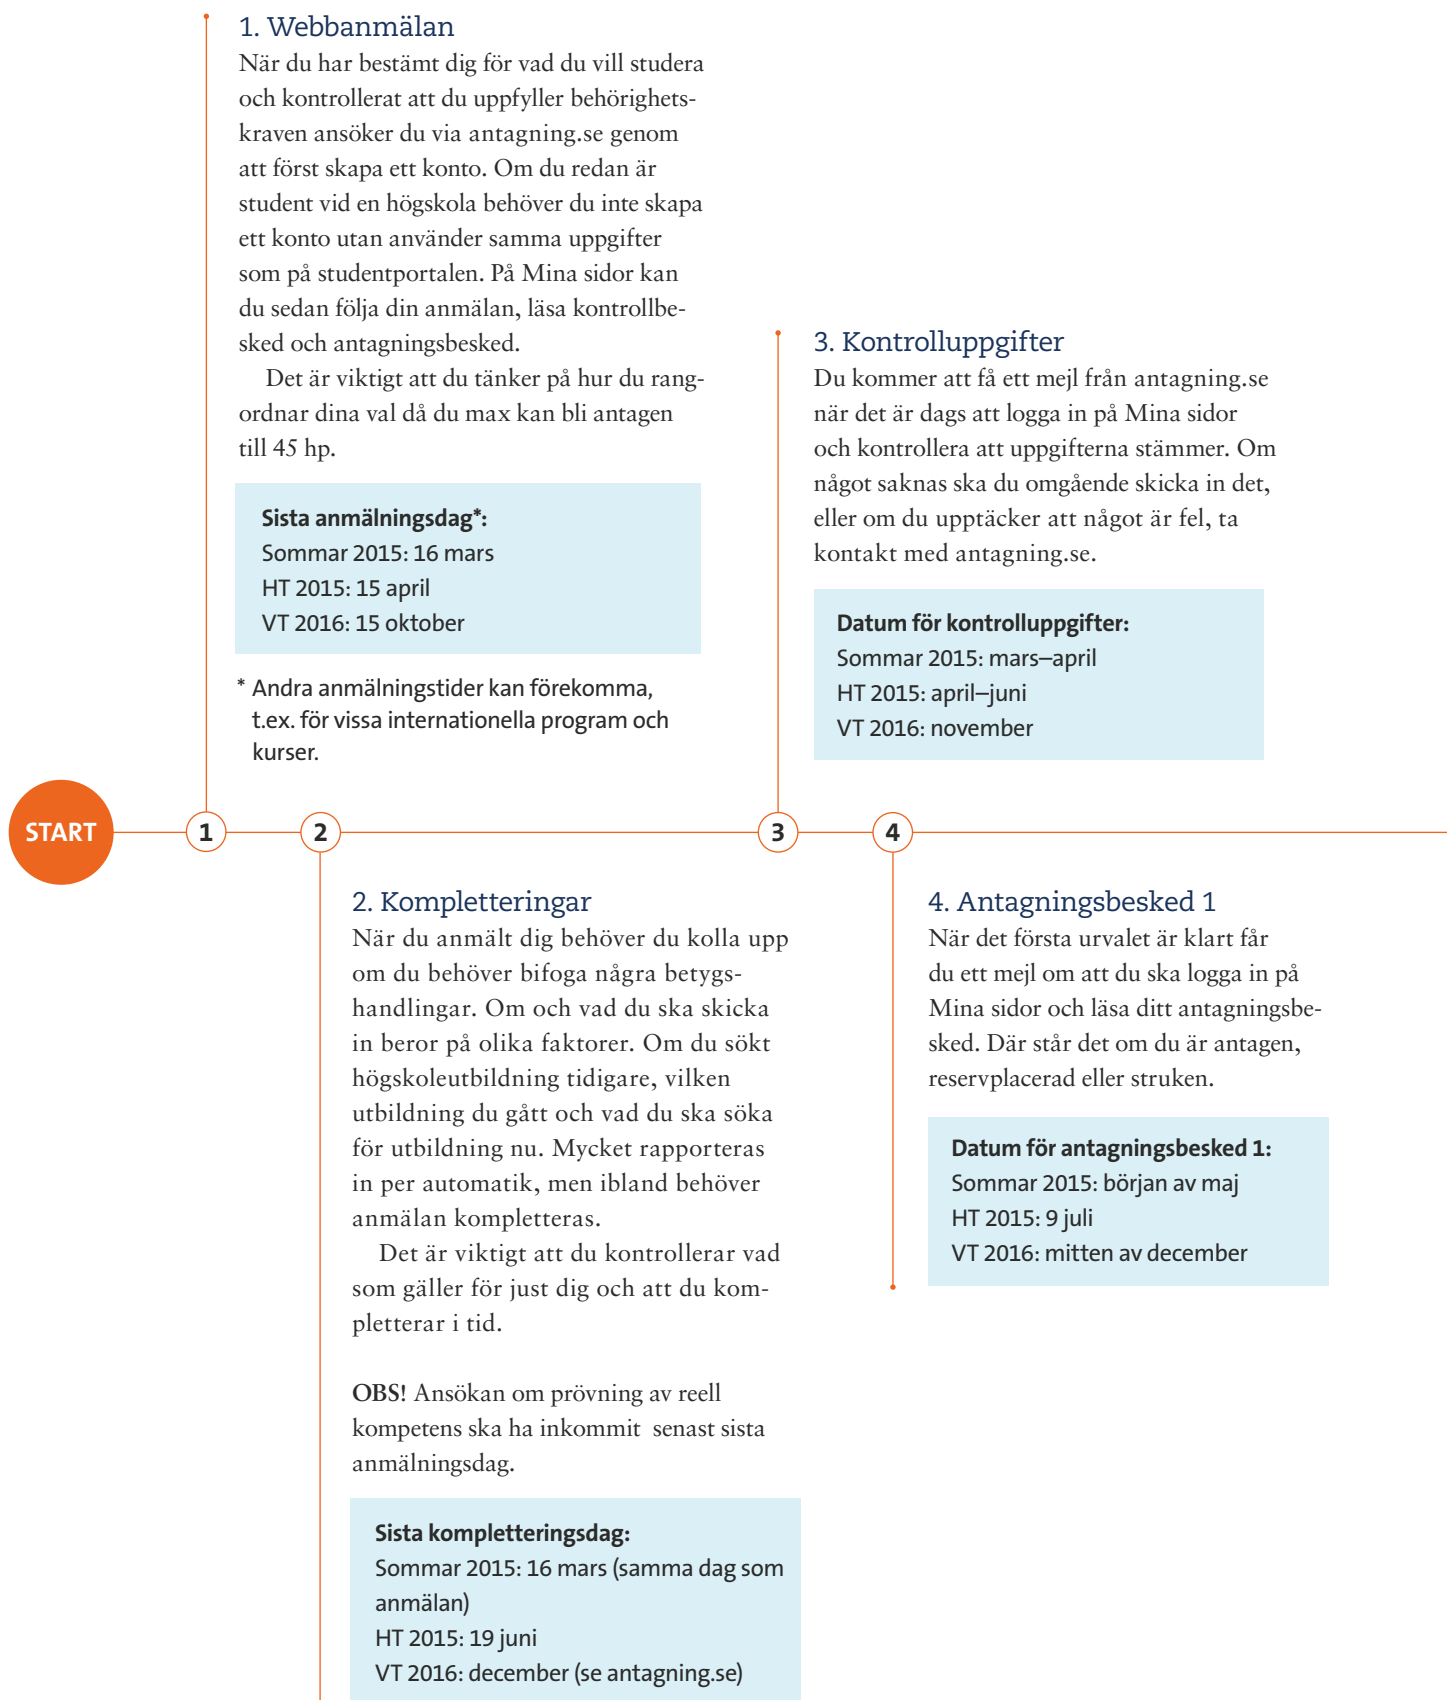 1. Webbanmälan
När du har bestämt dig för vad du vill studera
och kontrollerat att du uppfyller behörighets-
kraven ansöker du via antagning.se genom
att först skapa ett konto. Om du redan är
student vid en högskola behöver du inte skapa
ett konto utan använder samma uppgifter
som på studentportalen. På Mina sidor kan
du sedan följa din anmälan, läsa kontrollbe-
sked och antagningsbesked.
Det är viktigt att du tänker på hur du rang-
ordnar dina val då du max kan bli antagen
till 45 hp.
Sista anmälningsdag*:
Sommar 2015: 16 mars
HT 2015: 15 april
VT 2016: 15 oktober
* Andra anmälningstider kan förekomma,
t.ex. för vissa internationella program och
kurser.
3. Kontrolluppgifter
Du kommer att få ett mejl från antagning.se
när det är dags att logga in på Mina sidor
och kontrollera att uppgifterna stämmer. Om
något saknas ska du omgående skicka in det,
eller om du upptäcker att något är fel, ta
kontakt med antagning.se.
Datum för kontrolluppgifter:
Sommar 2015: mars–april
HT 2015: april–juni
VT 2016: november
START
1
2
3
4
2. Kompletteringar
När du anmält dig behöver du kolla upp
om du behöver bifoga några betygs-
handlingar. Om och vad du ska skicka
in beror på olika faktorer. Om du sökt
högskoleutbildning tidigare, vilken
utbildning du gått och vad du ska söka
för utbildning nu. Mycket rapporteras
in per automatik, men ibland behöver
anmälan kompletteras.
Det är viktigt att du kontrollerar vad
som gäller för just dig och att du kom-
pletterar i tid.
OBS! Ansökan om prövning av reell
kompetens ska ha inkommit senast sista
anmälningsdag.
Sista kompletteringsdag:
Sommar 2015: 16 mars (samma dag som
anmälan)
HT 2015: 19 juni
VT 2016: december (se antagning.se)
4. Antagningsbesked 1
När det första urvalet är klart får
du ett mejl om att du ska logga in på
Mina sidor och läsa ditt antagningsbe-
sked. Där står det om du är antagen,
reservplacerad eller struken.
Datum för antagningsbesked 1:
Sommar 2015: början av maj
HT 2015: 9 juli
VT 2016: mitten av december